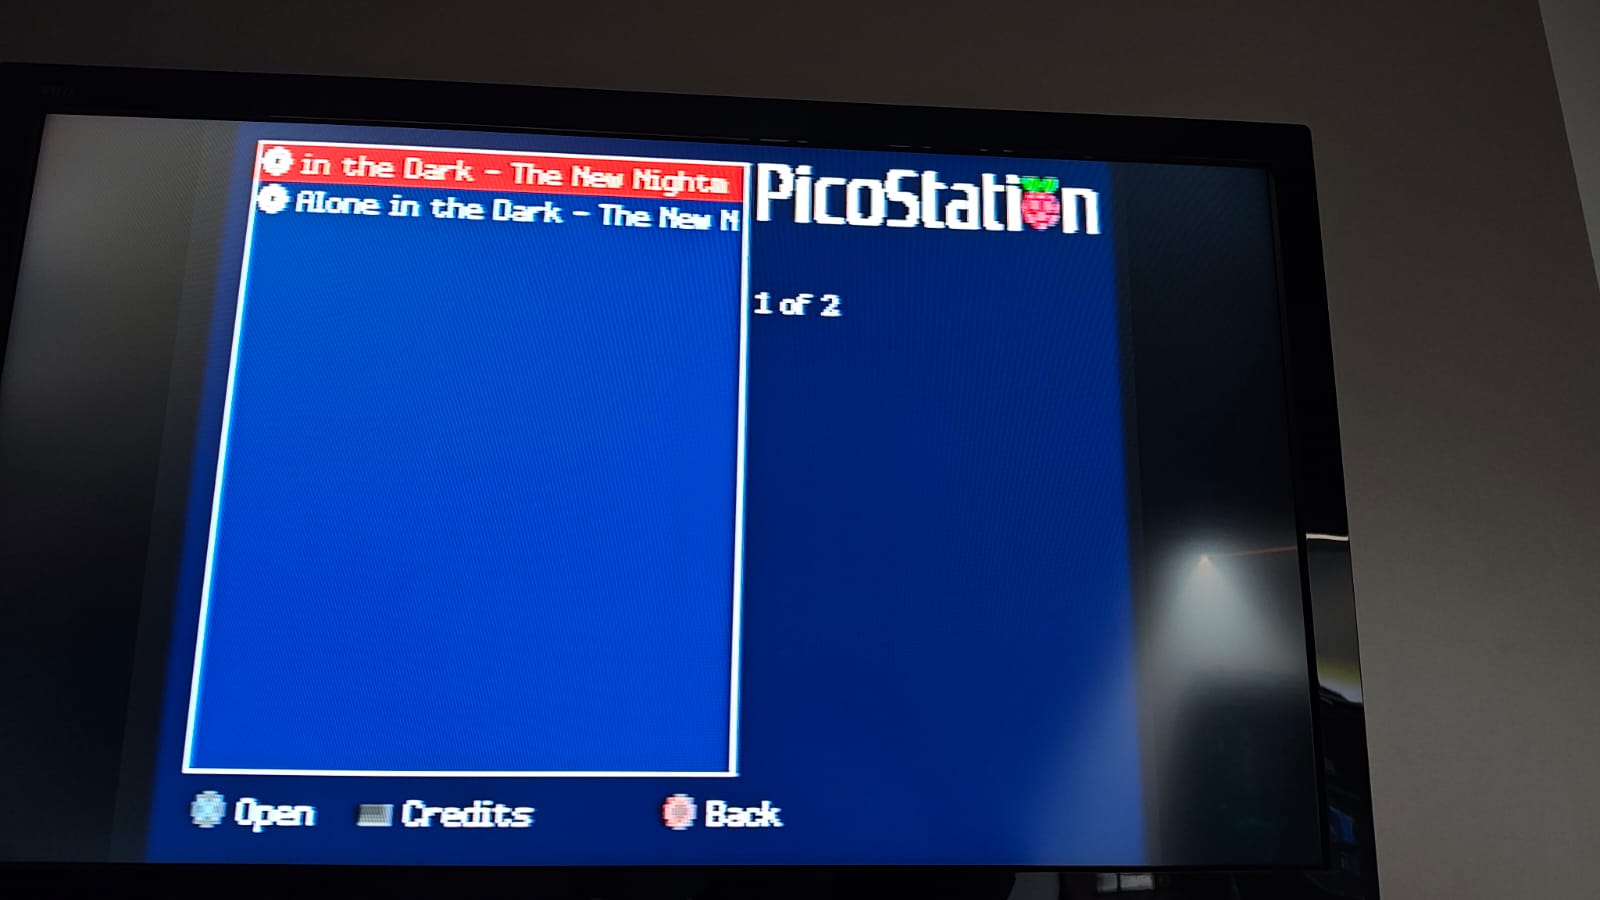 in the Dark - The New Nightm
Alone in the Dark - The New N
PicoStation
1 of 2
Open
Credits
Back